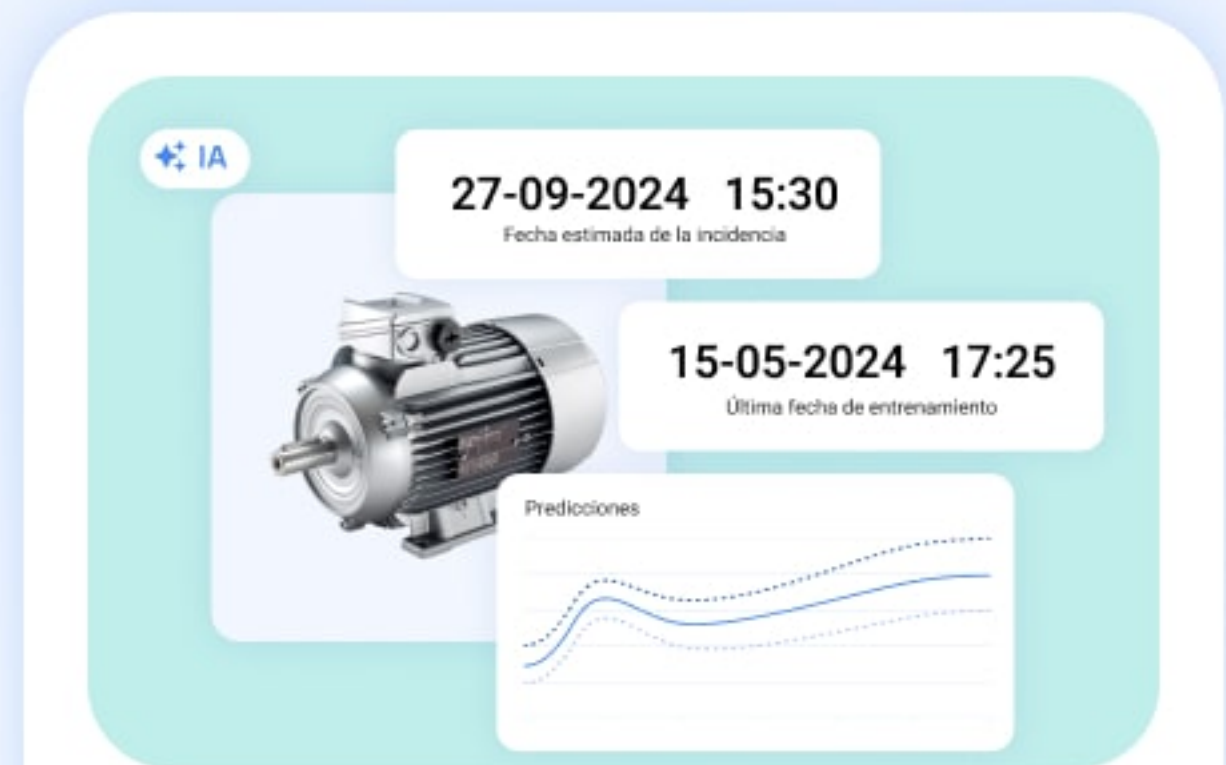 IA
27-09-2024 15:30
Fecha estimada de la incidencia
15-05-2024 17:25
Última fecha de entrenamiento
Predicciones